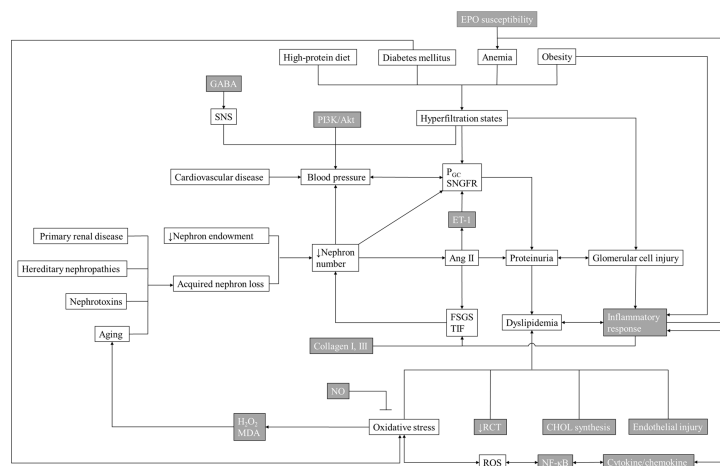 EPO susceptibility
High-protein diet
Diabetes mellitus
Anemia
Obesity
GABA
SNS
PI3K/Akt
Hyperfiltration states
Cardiovascular disease
Blood pressure
P_GC
SNGFR
ET-1
Primary renal disease
↓Nephron endowment
↓Nephron
number
Ang II
Proteinuria
Glomerular cell injury
Hereditary nephropathies
Acquired nephron loss
Nephrotoxins
Aging
FSGS
TIF
Dyslipidemia
Inflammatory
response
Collagen I, III
NO
H₂O₂
MDA
Oxidative stress
↓RCT
CHOL synthesis
Endothelial injury
ROS
NF-κB
Cytokine/chemokine